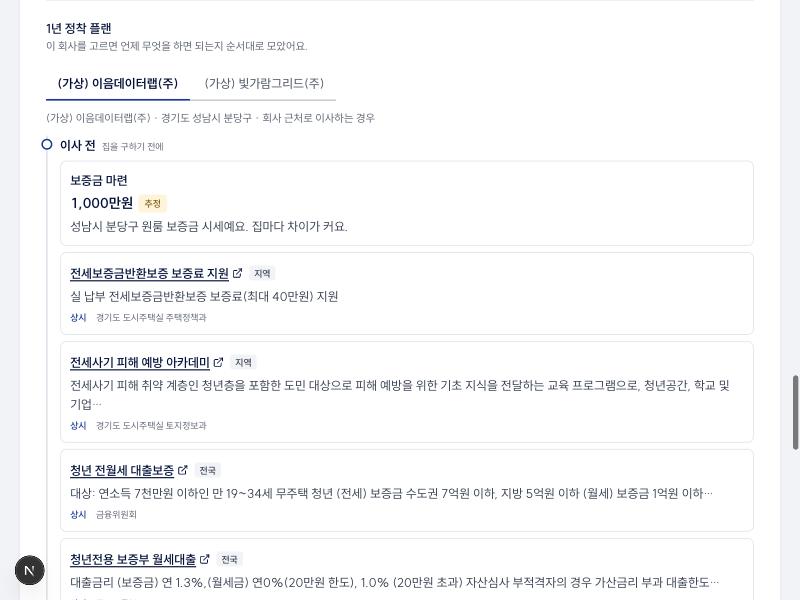 1년 정착 플랜
이 회사를 고르면 언제 무엇을 하면 되는지 순서대로 모았어요.
(가상) 이음데이터랩(주) (가상) 빛가람그리드(주)
(가상) 이음데이터랩(주) · 경기도 성남시 분당구 · 회사 근처로 이사하는 경우
이사 전 집을 구하기 전에
보증금 마련
1,000만원 추정
성남시 분당구 원룸 보증금 시세예요. 집마다 차이가 커요.
전세보증금반환보증 보증료 지원 지역
실 납부 전세보증금반환보증 보증료(최대 40만원) 지원
상시 경기도 도시주택실 주택정책과
전세사기 피해 예방 아카데미 지역
전세사기 피해 취약 계층인 청년층을 포함한 도민 대상으로 피해 예방을 위한 기초 지식을 전달하는 교육 프로그램으로, 청년공간, 학교 및
기업…
상시 경기도 도시주택실 토지정보과
청년 전월세 대출보증 전국
대상: 연소득 7천만원 이하인 만 19~34세 무주택 청년 (전세) 보증금 수도권 7억원 이하, 지방 5억원 이하 (월세) 보증금 1억원 이하…
상시 금융위원회
청년전용 보증부 월세대출 전국
대출금리 (보증금) 연 1.3%,(월세금) 연0%(20만원 한도), 1.0% (20만원 초과) 자산심사 부적격자의 경우 가산금리 부과 대출한도…
N